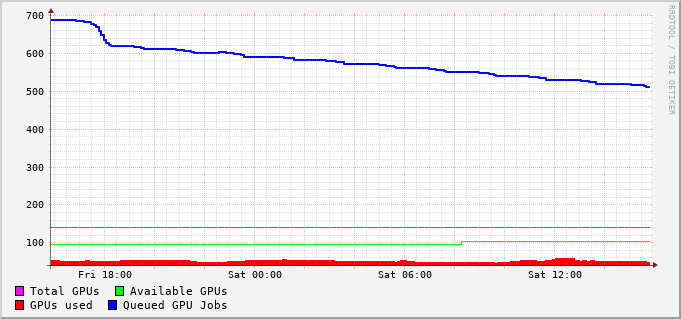 700
600
500
400
300
200
100
Fri 18:00 Sat 00:00 Sat 06:00 Sat 12:00
Total GPUs Available GPUs
GPUs used Queued GPU Jobs
RRDTOOL / TOBI OETIKER